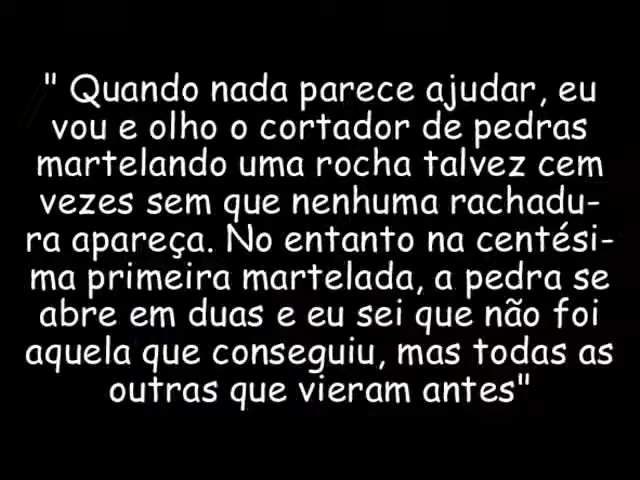 " Quando nada parece ajudar, eu
vou e olho o cortador de pedras
martelando uma rocha talvez cem
vezes sem que nenhuma rachadu-
ra apareça. No entanto na centési-
ma primeira martelada, a pedra se
abre em duas e eu sei que não foi
aquela que conseguiu, mas todas as
outras que vieram antes"